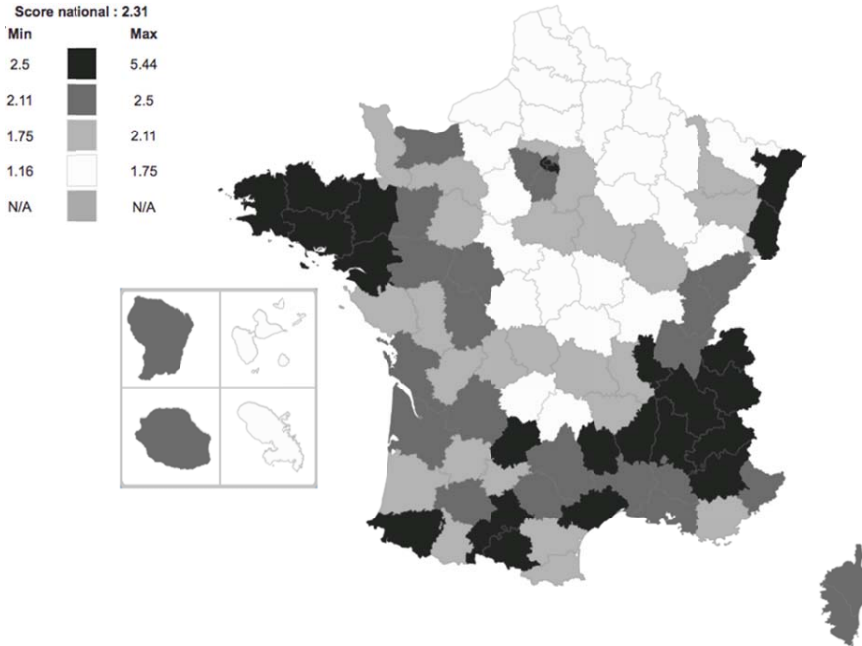 Score national : 2.31
Min Max
2.5 5.44
2.11 2.5
1.75 2.11
1.16 1.75
N/A N/A